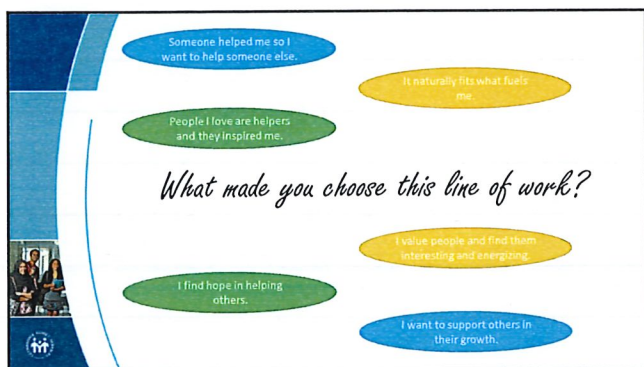 Someone helped me so I
want to help someone else.
It naturally fits what fuels
me.
People I love are helpers
and they inspired me.
What made you choose this line of work?
I value people and find them
interesting and energizing.
I find hope in helping
others.
I want to support others in
their growth.